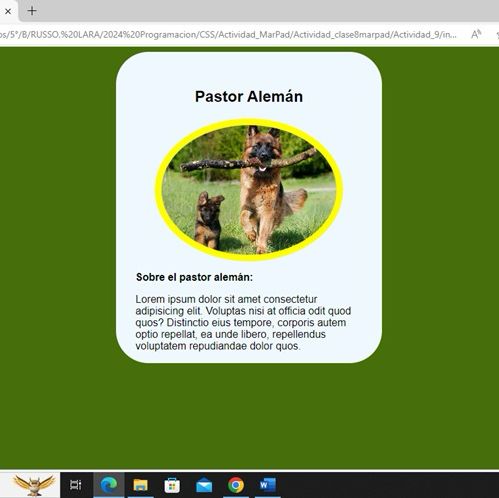 os/5°/B/RUSSO,%20LARA/2024%20Programacion/CSS/Actividad_MarPad/Actividad_clase8marpad/Actividad_9/in...
Pastor Alemán
Sobre el pastor alemán:
Lorem ipsum dolor sit amet consectetur
adipisicing elit. Voluptas nisi at officia odit quod
quos? Distinctio eius tempore, corporis autem
optio repellat, ea unde libero, repellendus
voluptatem repudiandae dolor quos.